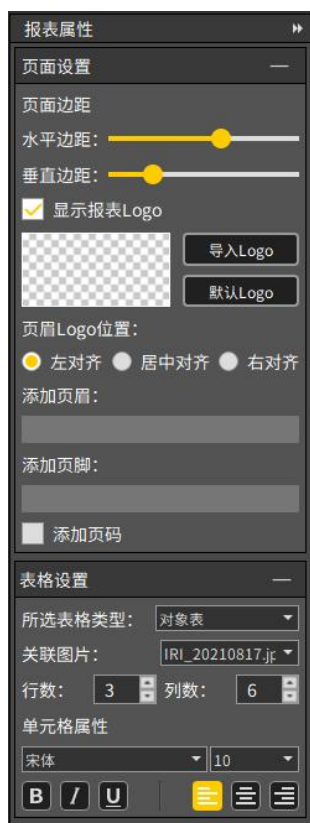 报表属性
页面设置
页面边距
水平边距:
垂直边距:
显示报表Logo
导入Logo
默认Logo
页眉Logo位置:
左对齐 居中对齐 右对齐
添加页眉:
添加页脚:
添加页码
表格设置
所选表格类型: 对象表
关联图片: IRI_20210817.jp
行数: 3 列数: 6
单元格属性
宋体 10
B I U